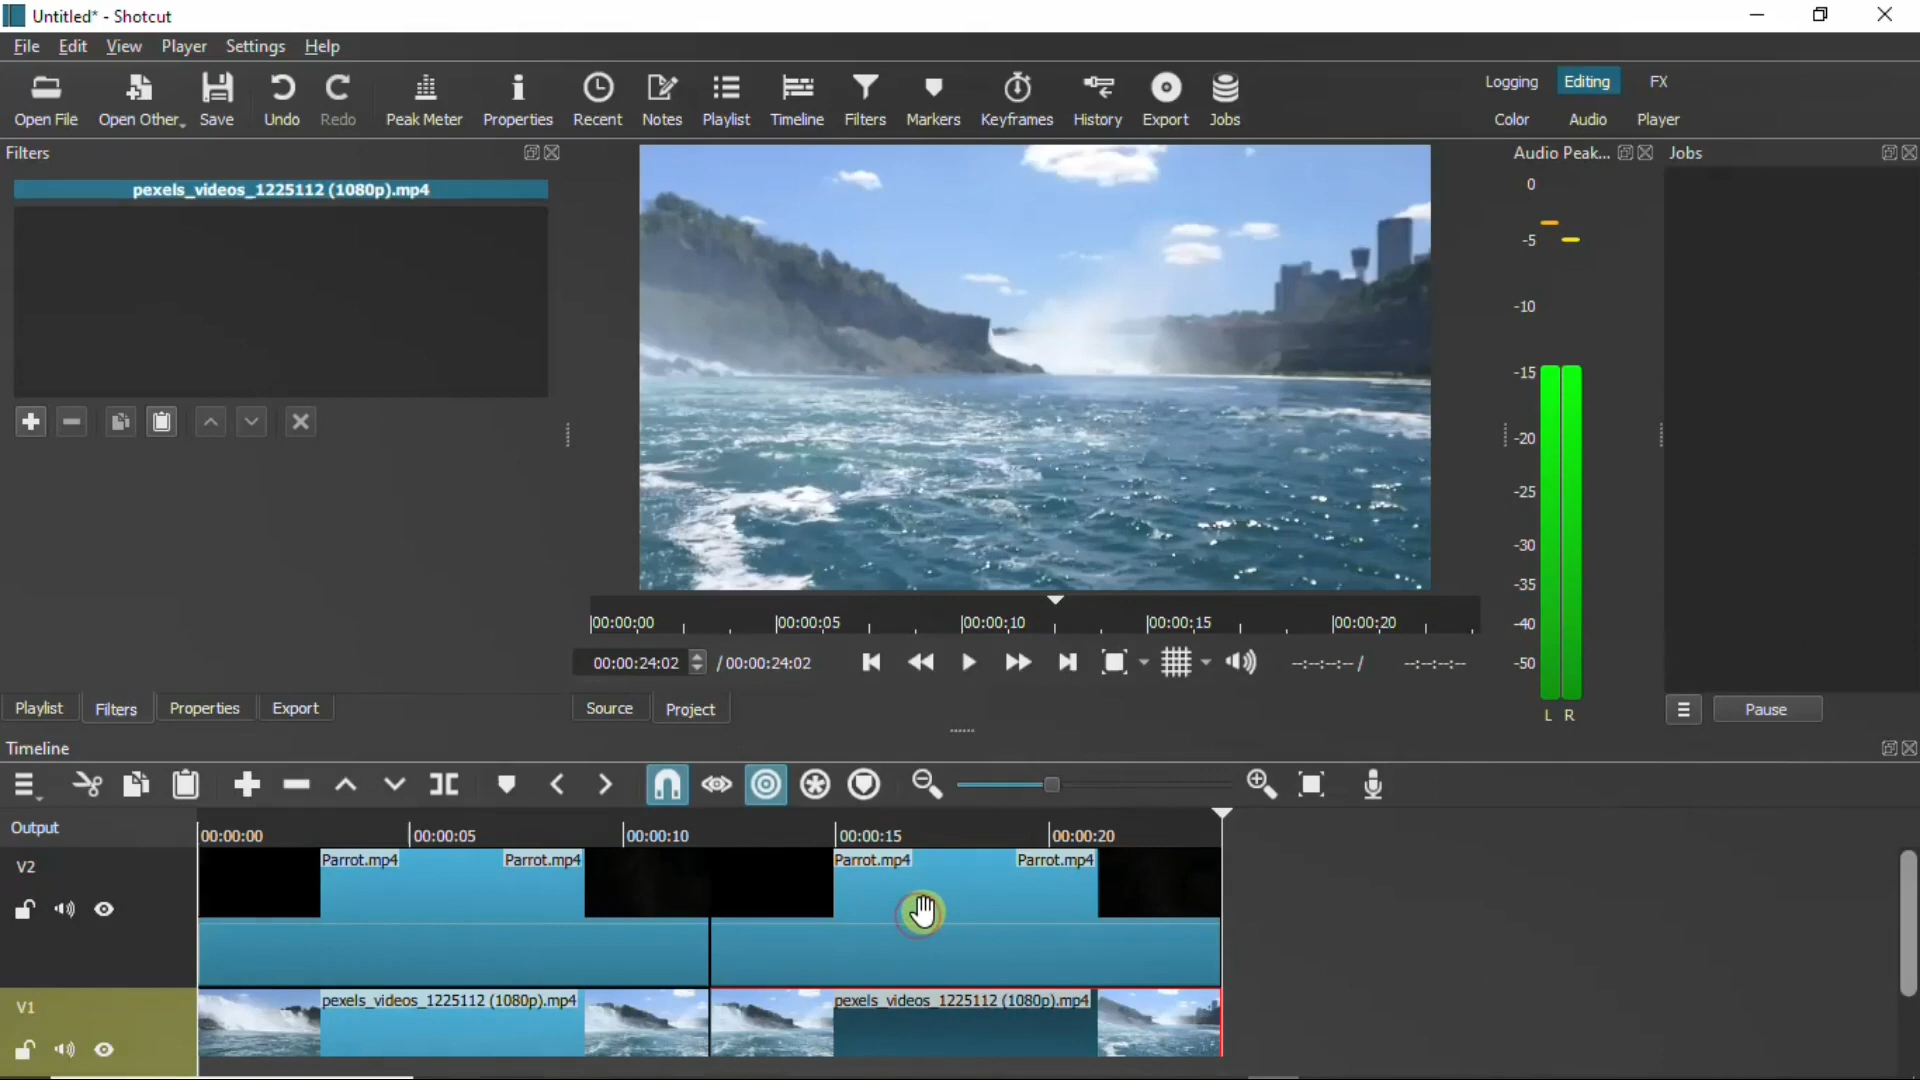 Untitled* - Shotcut
File Edit View Player Settings Help
Open File Open Other Save Undo Redo Peak Meter Properties Recent Notes Playlist Timeline Filters Markers Keyframes History Export Jobs
Logging Editing FX
Color Audio Player
Filters
Audio Peak...
Jobs
pexels_videos_1225112 (1080p).mp4
0
-5
-10
-15
-20
-25
-30
-35
-40
-50
L R
00:00:00 00:00:05 00:00:10 00:00:15 00:00:20
00:00:24:02 / 00:00:24:02
--:--:--:-- / --:--:--:--
Playlist Filters Properties Export
Source Project
Pause
Timeline
Output
00:00:00 00:00:05 00:00:10 00:00:15 00:00:20
V2
Parrot.mp4 Parrot.mp4 Parrot.mp4 Parrot.mp4
V1
pexels_videos_1225112 (1080p).mp4 pexels_videos_1225112 (1080p).mp4